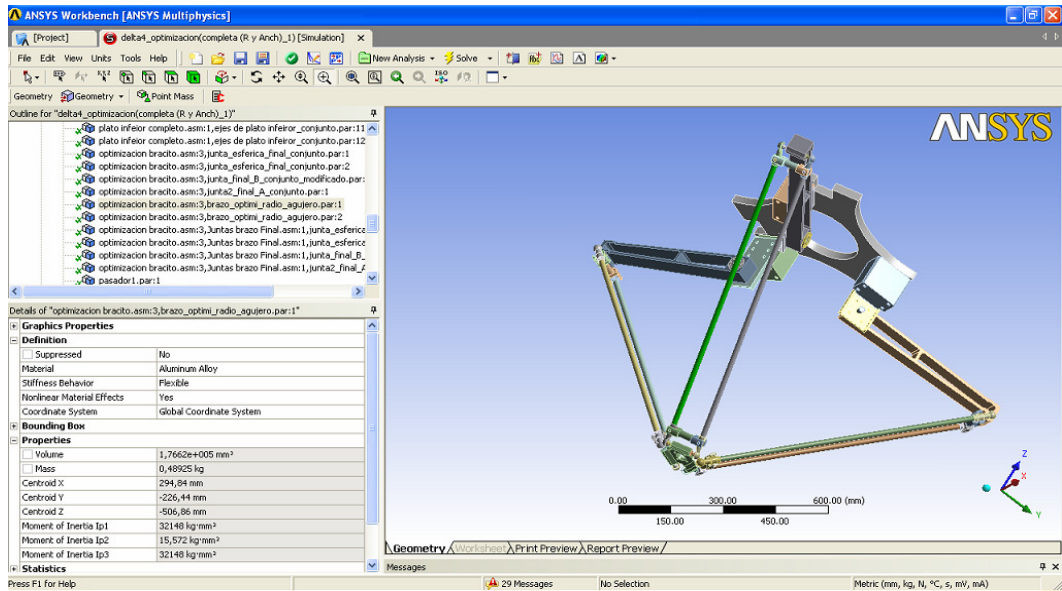 ANSYS Workbench [ANSYS Multiphysics]
[Project] delta4_optimizacion(completa (R y Anch)_1) [Simulation]
File Edit View Units Tools Help New Analysis Solve
Geometry Geometry Point Mass
Outline for "delta4_optimizacion(completa (R y Anch)_1)"
plato infeior completo.asm:1,ejes de plato infeiror_conjunto.par:11
plato infeior completo.asm:1,ejes de plato infeiror_conjunto.par:12
optimizacion bracito.asm:3,junta_esferica_final_conjunto.par:1
optimizacion bracito.asm:3,junta_esferica_final_conjunto.par:2
optimizacion bracito.asm:3,junta_final_B_conjunto_modificado.par:
optimizacion bracito.asm:3,junta2_final_A_conjunto.par:1
optimizacion bracito.asm:3,brazo_optimi_radio_agujero.par:1
optimizacion bracito.asm:3,brazo_optimi_radio_agujero.par:2
optimizacion bracito.asm:3,Juntas brazo Final.asm:1,junta_esferica
optimizacion bracito.asm:3,Juntas brazo Final.asm:1,junta_esferica
optimizacion bracito.asm:3,Juntas brazo Final.asm:1,junta_final_B_
optimizacion bracito.asm:3,Juntas brazo Final.asm:1,junta2_final_A
pasador1.par:1
Details of "optimizacion bracito.asm:3,brazo_optimi_radio_agujero.par:1"
Graphics Properties
Definition
Suppressed No
Material Aluminum Alloy
Stiffness Behavior Flexible
Nonlinear Material Effects Yes
Coordinate System Global Coordinate System
Bounding Box
Properties
Volume 1,7662e+005 mm³
Mass 0,48925 kg
Centroid X 294,84 mm
Centroid Y -226,44 mm
Centroid Z -506,86 mm
Moment of Inertia Ip1 32148 kg·mm²
Moment of Inertia Ip2 15,572 kg·mm²
Moment of Inertia Ip3 32148 kg·mm²
Statistics
ANSYS
0.00 300.00 600.00 (mm)
150.00 450.00
Z
X
Y
Geometry Worksheet Print Preview Report Preview
Messages
Press F1 for Help 29 Messages No Selection Metric (mm, kg, N, °C, s, mV, mA)